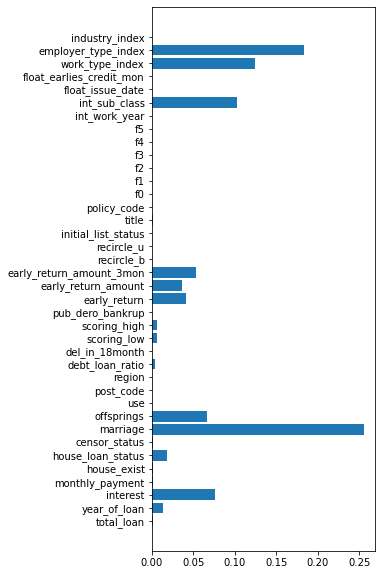 industry_index
employer_type_index
work_type_index
float_earlies_credit_mon
float_issue_date
int_sub_class
int_work_year
f5
f4
f3
f2
f1
f0
policy_code
title
initial_list_status
recircle_u
recircle_b
early_return_amount_3mon
early_return_amount
early_return
pub_dero_bankrup
scoring_high
scoring_low
del_in_18month
debt_loan_ratio
region
post_code
use
offsprings
marriage
censor_status
house_loan_status
house_exist
monthly_payment
interest
year_of_loan
total_loan
0.00 0.05 0.10 0.15 0.20 0.25